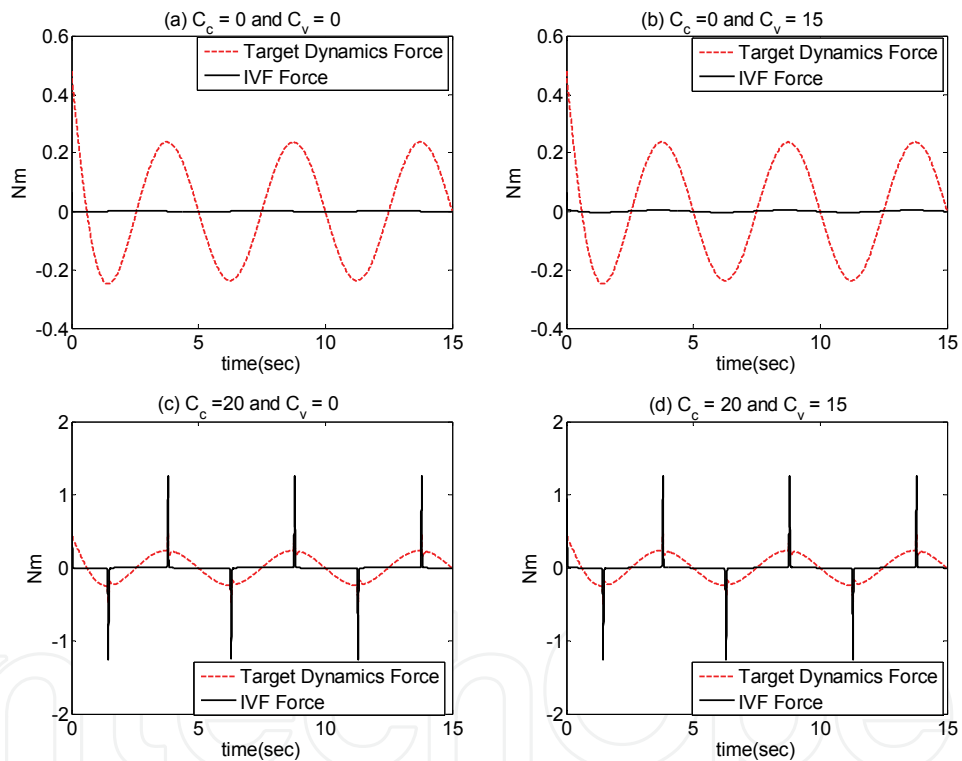 (a) C_c = 0 and C_v = 0
0.6
0.4
0.2
0
-0.2
-0.4
Nm
Target Dynamics Force
IVF Force
0 5 10 15
time(sec)
(b) C_c =0 and C_v = 15
0.6
0.4
0.2
0
-0.2
-0.4
Nm
Target Dynamics Force
IVF Force
0 5 10 15
time(sec)
(c) C_c =20 and C_v = 0
2
1
0
-1
-2
Nm
Target Dynamics Force
IVF Force
0 5 10 15
time(sec)
(d) C_c = 20 and C_v = 15
2
1
0
-1
-2
Nm
Target Dynamics Force
IVF Force
0 5 10 15
time(sec)